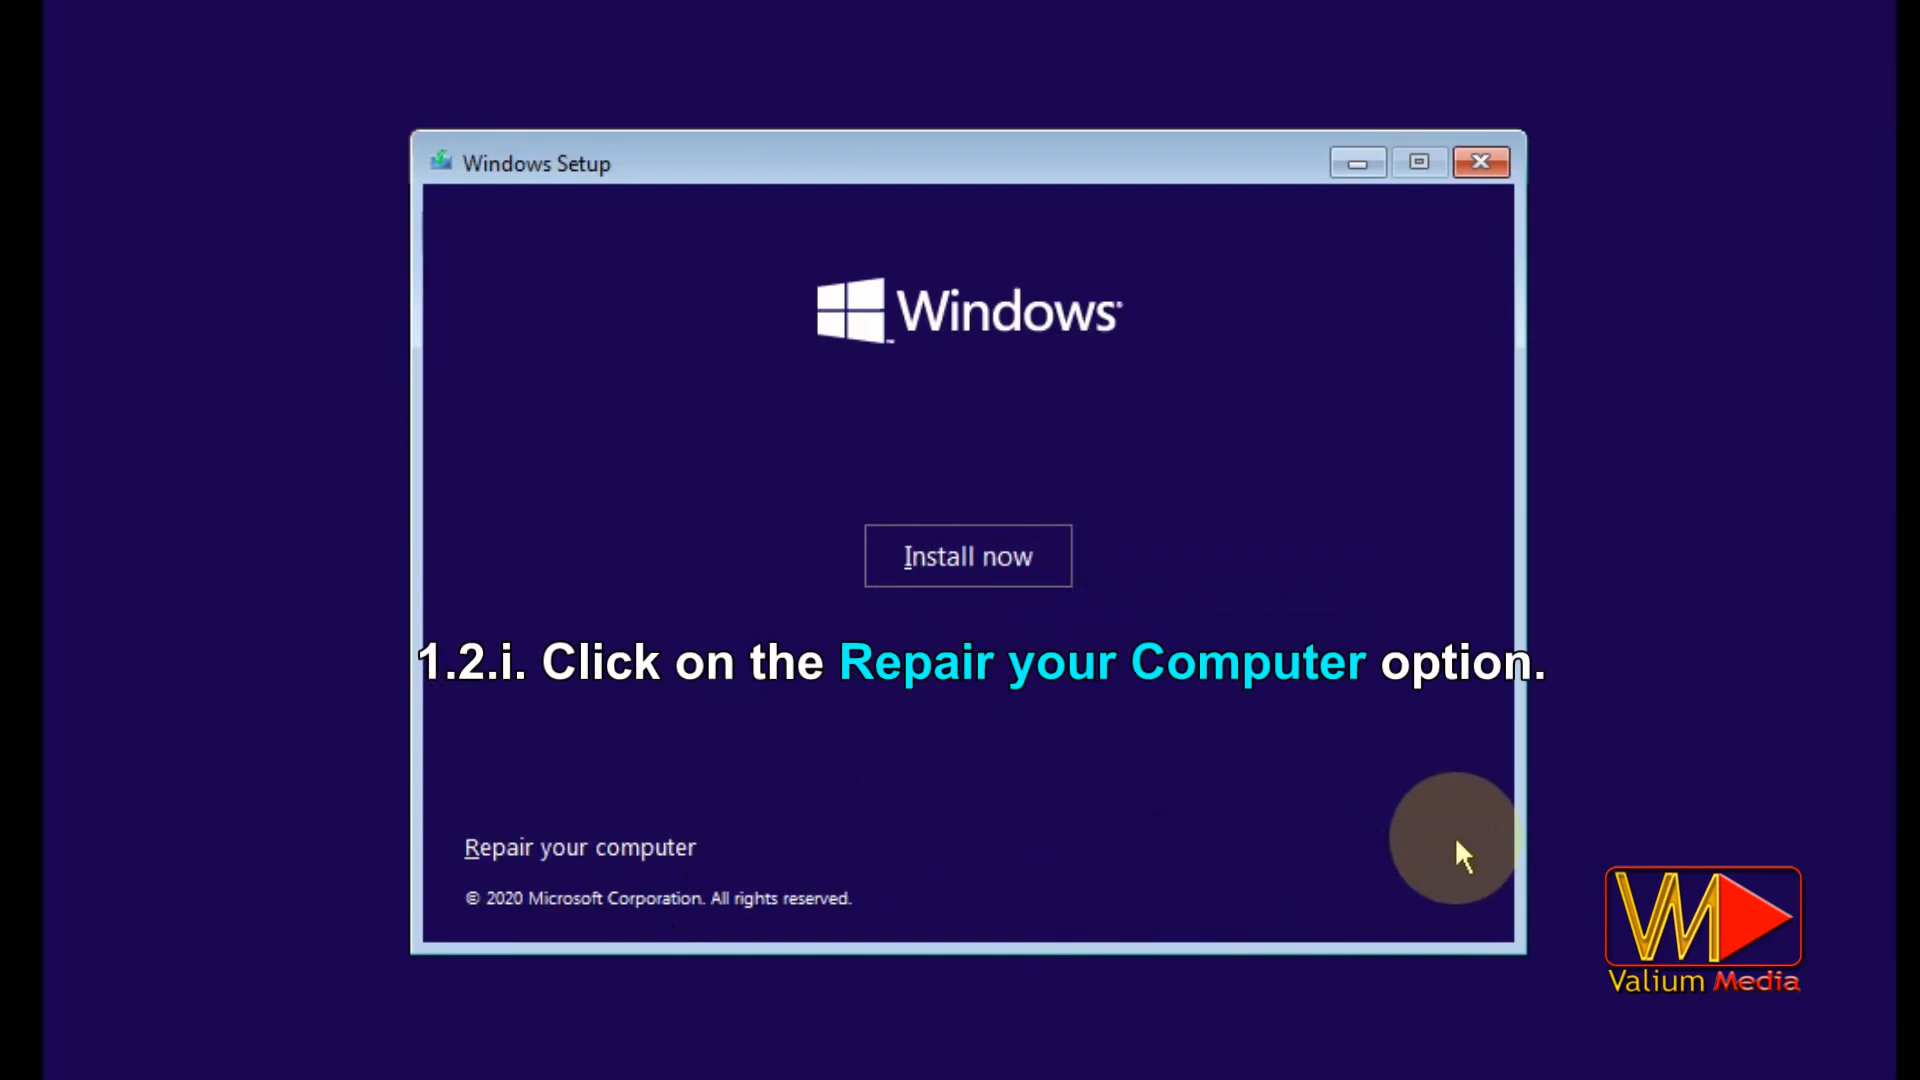 Windows Setup
Windows
Install now
1.2.i. Click on the Repair your Computer option.
Repair your computer
© 2020 Microsoft Corporation. All rights reserved.
VM
Valium Media